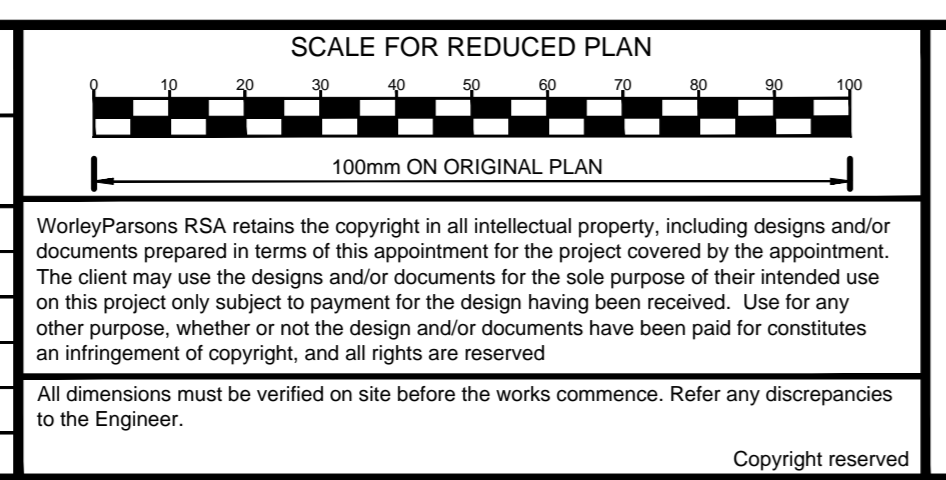 SCALE FOR REDUCED PLAN
0 10 20 30 40 50 60 70 80 90 100
100mm ON ORIGINAL PLAN
WorleyParsons RSA retains the copyright in all intellectual property, including designs and/or
documents prepared in terms of this appointment for the project covered by the appointment.
The client may use the designs and/or documents for the sole purpose of their intended use
on this project only subject to payment for the design having been received.  Use for any
other purpose, whether or not the design and/or documents have been paid for constitutes
an infringement of copyright, and all rights are reserved
All dimensions must be verified on site before the works commence. Refer any discrepancies
to the Engineer.
Copyright reserved